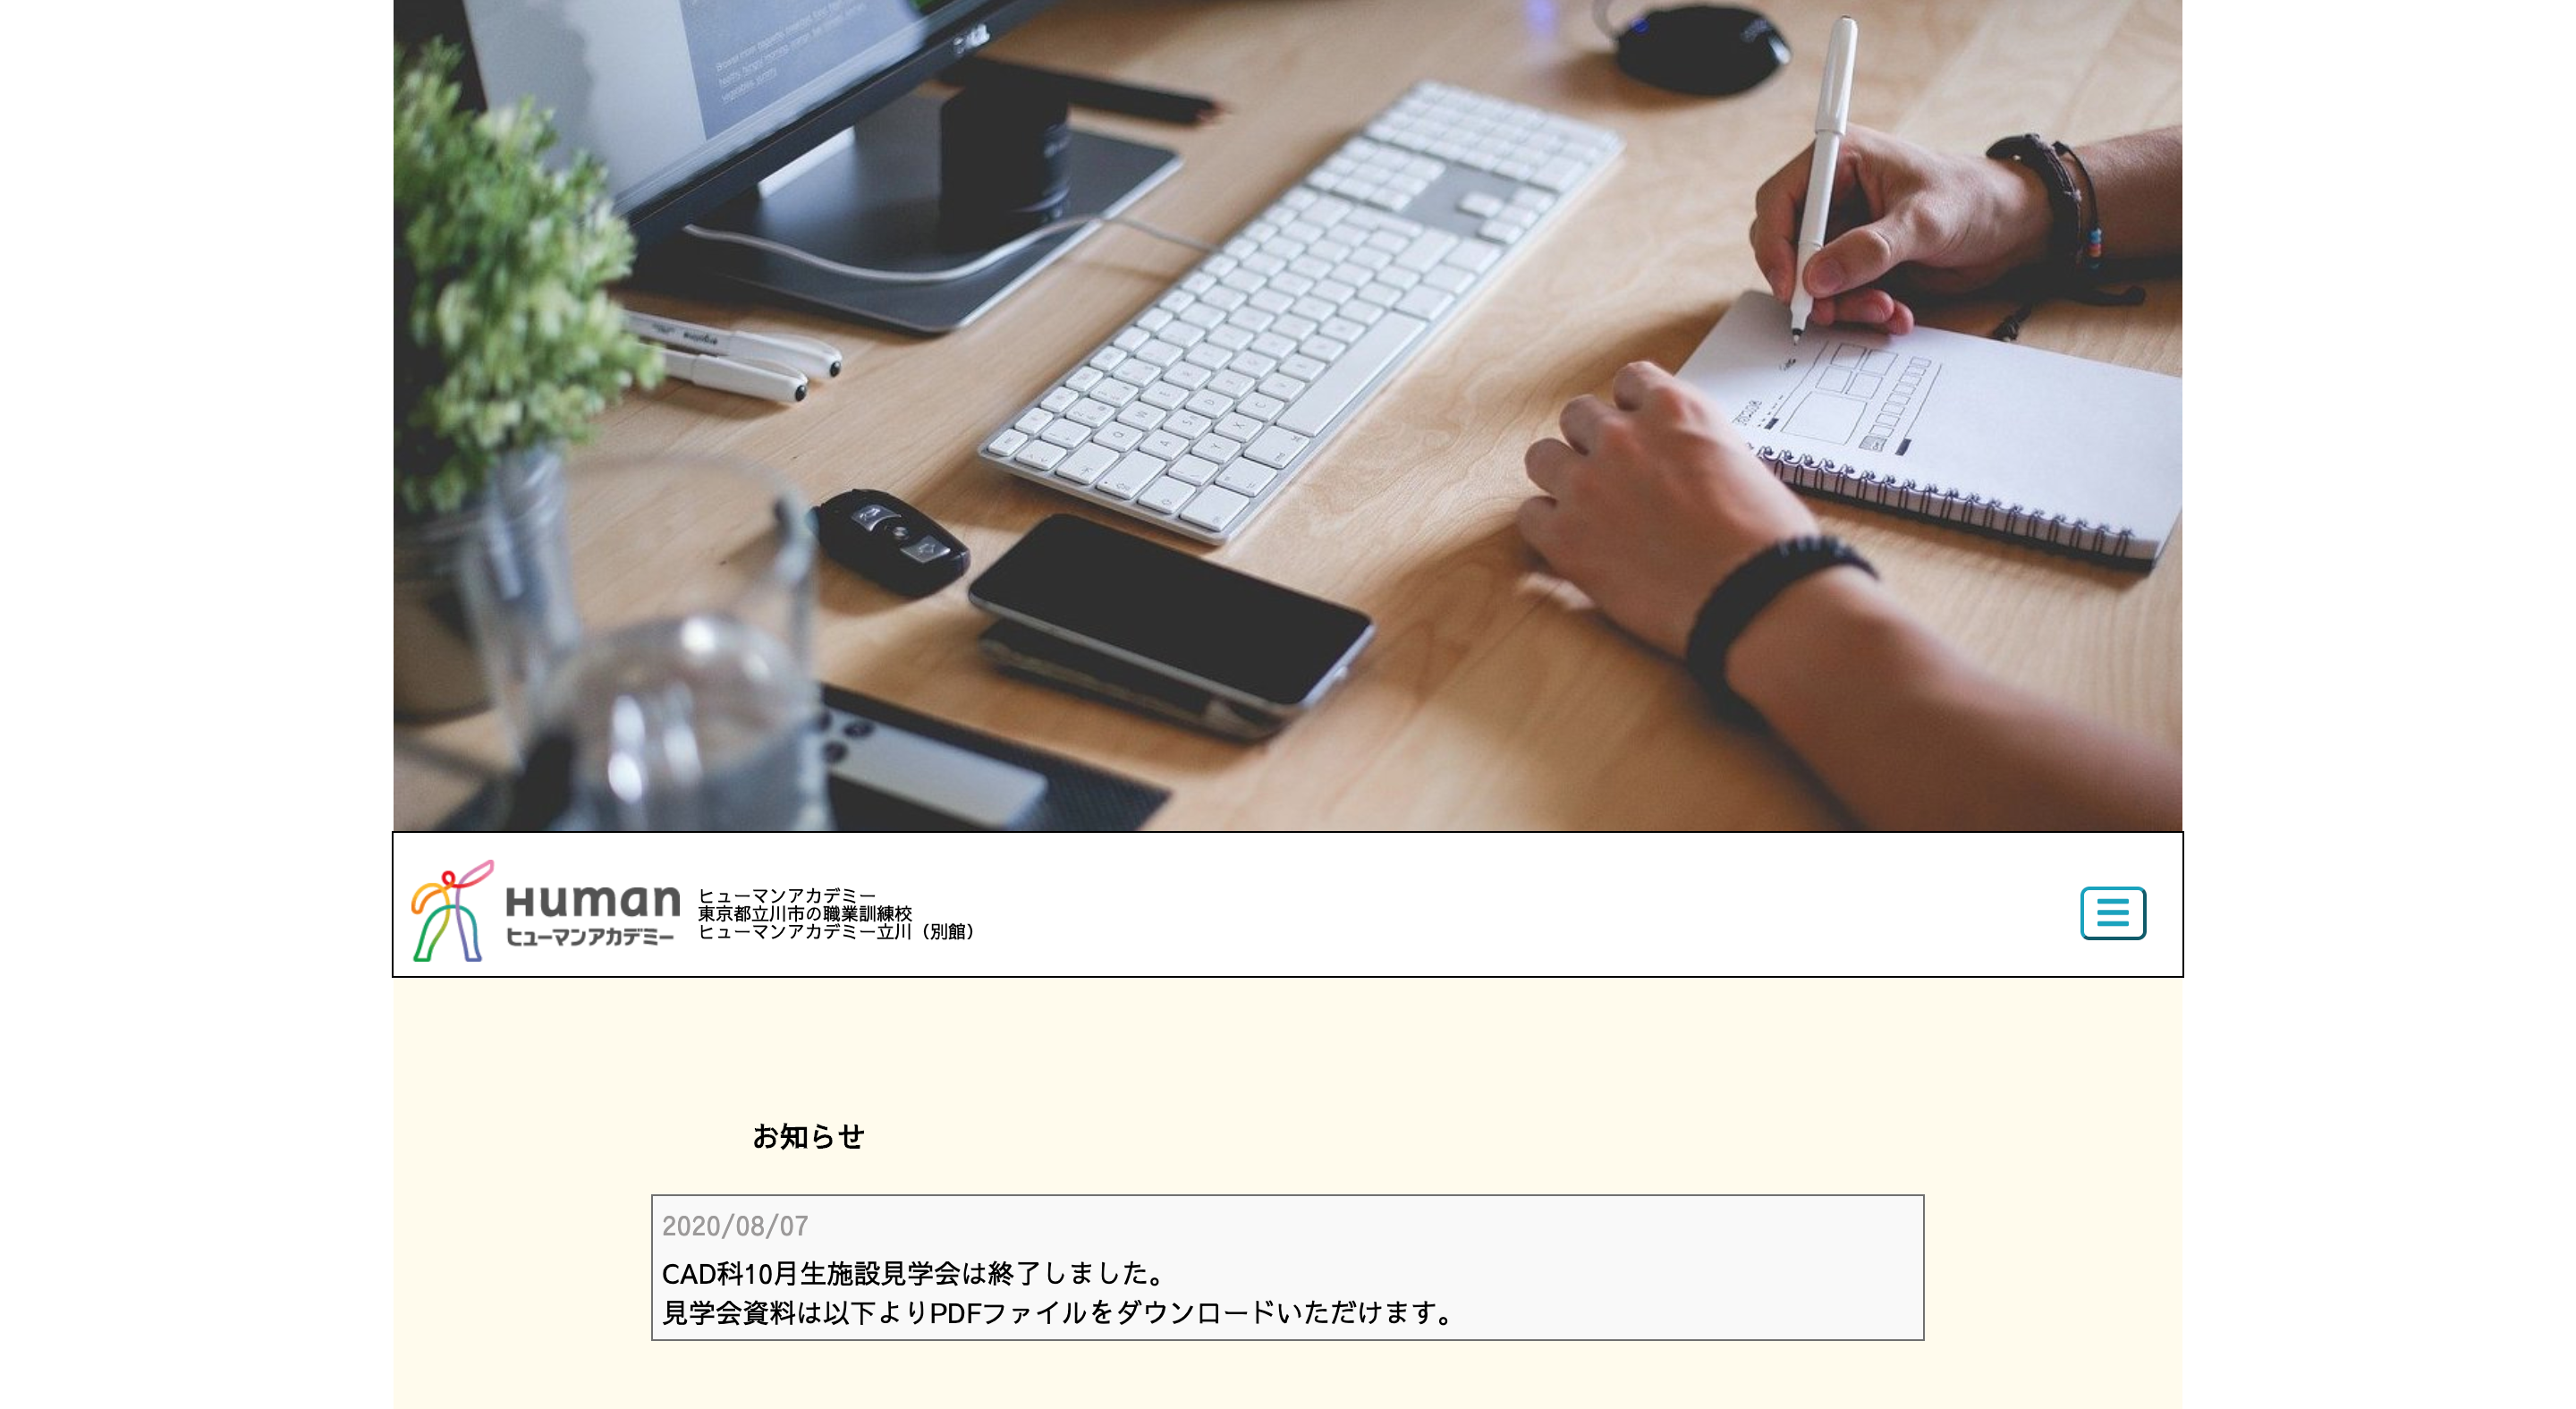 Human
ヒューマンアカデミー
ヒューマンアカデミー
東京都立川市の職業訓練校
ヒューマンアカデミー立川（別館）
お知らせ
2020/08/07
CAD科10月生施設見学会は終了しました。
見学会資料は以下よりPDFファイルをダウンロードいただけます。